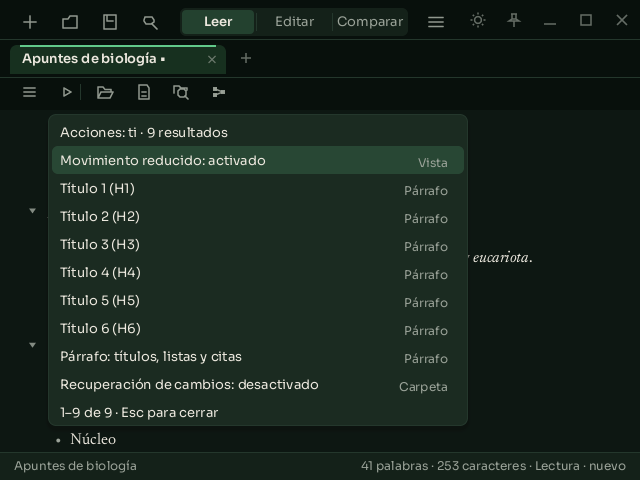 Leer Editar Comparar
Apuntes de biología •
Acciones: ti · 9 resultados
Movimiento reducido: activado Vista
Título 1 (H1) Párrafo
Título 2 (H2) Párrafo
Título 3 (H3) Párrafo
eucariota.
Título 4 (H4) Párrafo
Título 5 (H5) Párrafo
Título 6 (H6) Párrafo
Párrafo: títulos, listas y citas Párrafo
Recuperación de cambios: desactivado Carpeta
1–9 de 9 · Esc para cerrar
• Núcleo
Apuntes de biología 41 palabras · 253 caracteres · Lectura · nuevo